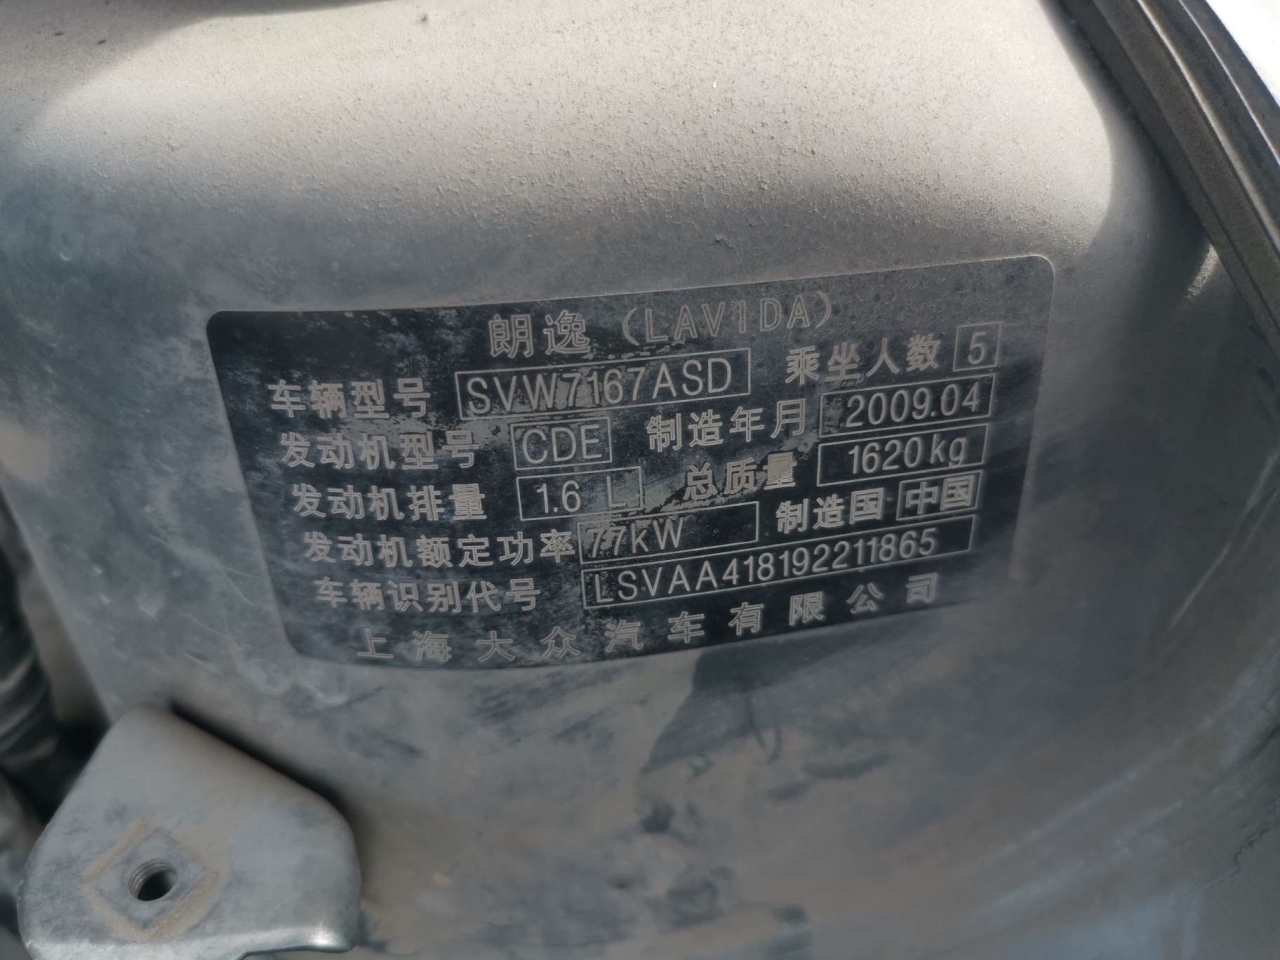 朗逸(LAVIDA)
车辆型号 SVW7167ASD 乘坐人数 5
发动机型号 CDE 制造年月 2009.04
发动机排量 1.6 L 总质量 1620kg
发动机额定功率 77kW 制造国 中国
车辆识别代号 LSVAA418192211865
上海大众汽车有限公司